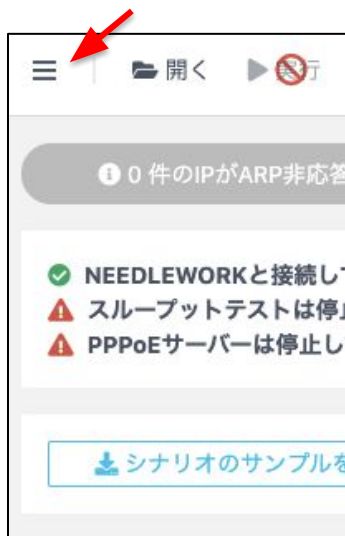 開く
0 件のIPがARP非応答
NEEDLEWORKと接続して
スループットテストは停止
PPPoEサーバーは停止し
シナリオのサンプルを